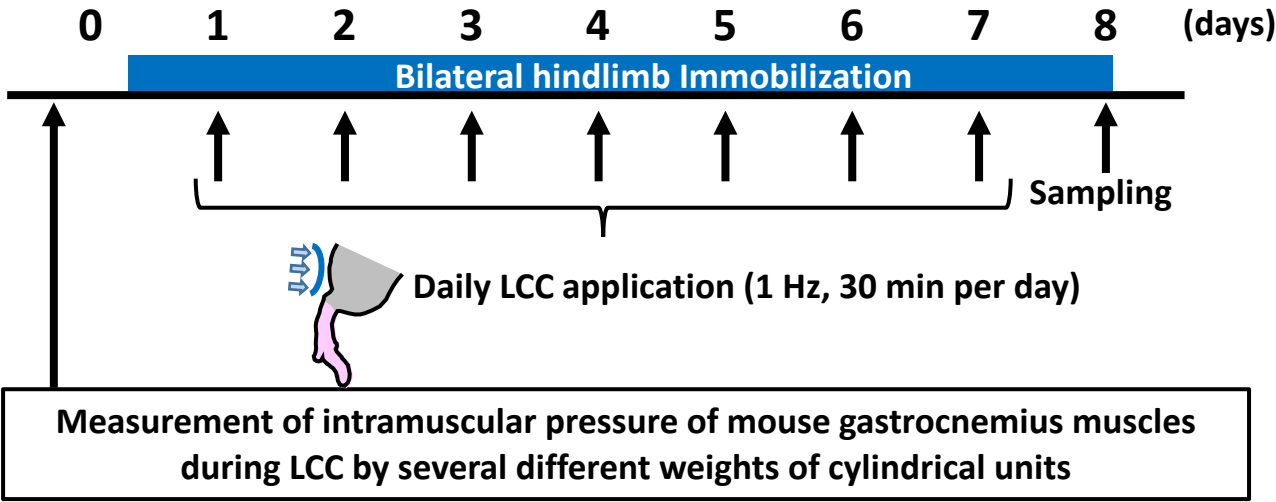 0 1 2 3 4 5 6 7 8 (days)
Bilateral hindlimb Immobilization
Sampling
Daily LCC application (1 Hz, 30 min per day)
Measurement of intramuscular pressure of mouse gastrocnemius muscles
during LCC by several different weights of cylindrical units